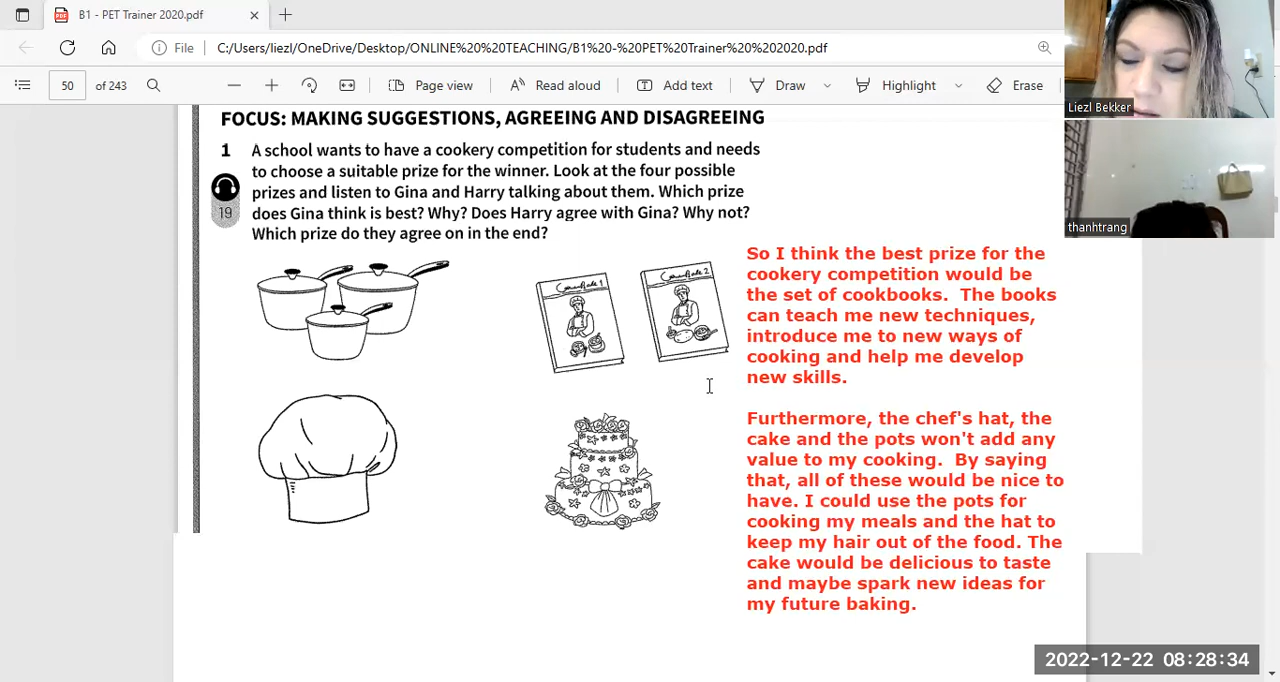 B1 - PET Trainer 2020.pdf
File
C:/Users/liezl/OneDrive/Desktop/ONLINE%20%20TEACHING/B1%20-%20PET%20Trainer%20%202020.pdf
50 of 243
Page view
Read aloud
Add text
Draw
Highlight
Erase
Liezl Bekker
thanhtrang
FOCUS: MAKING SUGGESTIONS, AGREEING AND DISAGREEING
1 A school wants to have a cookery competition for students and needs
to choose a suitable prize for the winner. Look at the four possible
prizes and listen to Gina and Harry talking about them. Which prize
does Gina think is best? Why? Does Harry agree with Gina? Why not?
Which prize do they agree on in the end?
19
So I think the best prize for the
cookery competition would be
the set of cookbooks.  The books
can teach me new techniques,
introduce me to new ways of
cooking and help me develop
new skills.
Furthermore, the chef's hat, the
cake and the pots won't add any
value to my cooking.  By saying
that, all of these would be nice to
have. I could use the pots for
cooking my meals and the hat to
keep my hair out of the food. The
cake would be delicious to taste
and maybe spark new ideas for
my future baking.
2022-12-22 08:28:34